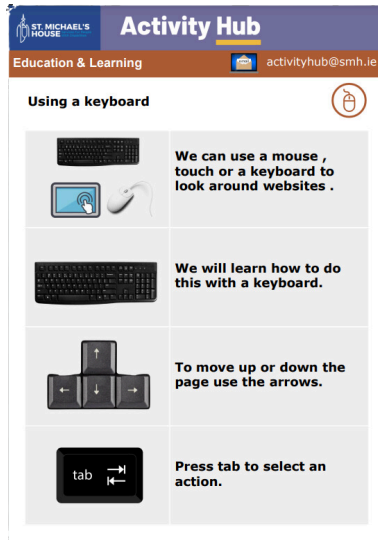 ST. MICHAEL'S
HOUSE
Activity Hub
Education & Learning
activityhub@smh.ie
Using a keyboard
We can use a mouse ,
touch or a keyboard to
look around websites .
We will learn how to do
this with a keyboard.
To move up or down the
page use the arrows.
tab
Press tab to select an
action.